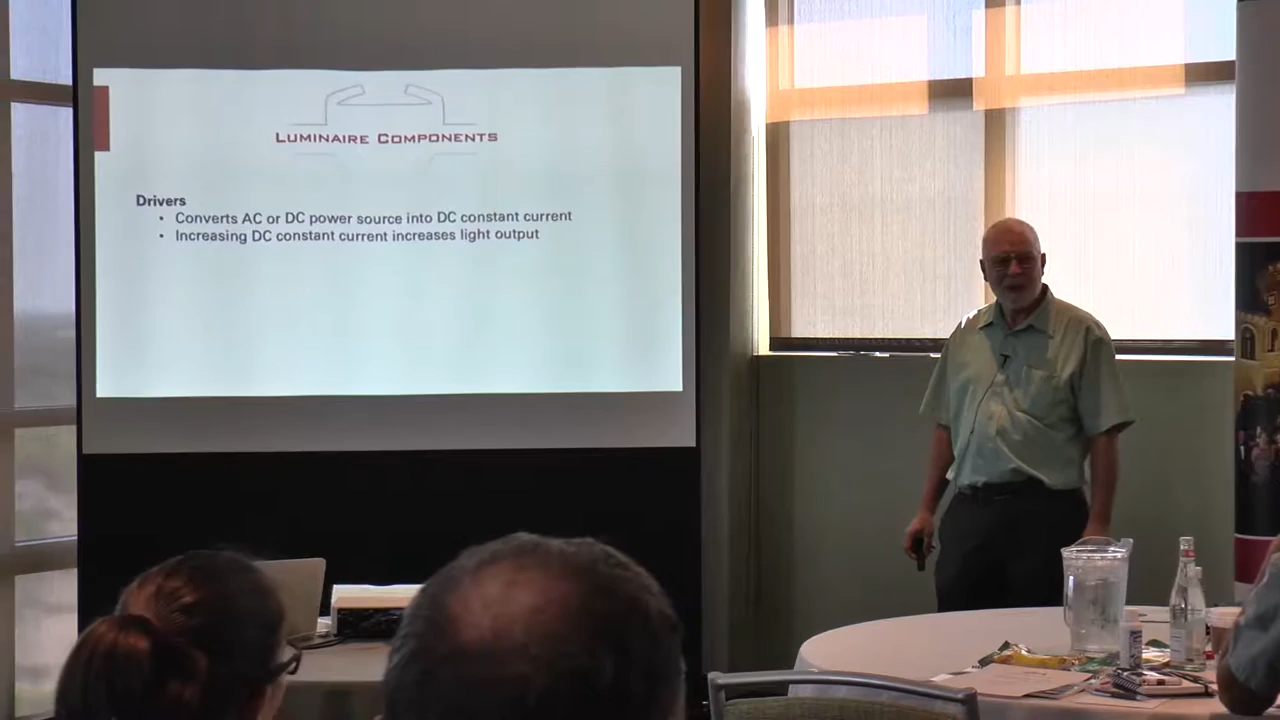 LUMINAIRE COMPONENTS
Drivers
• Converts AC or DC power source into DC constant current
• Increasing DC constant current increases light output